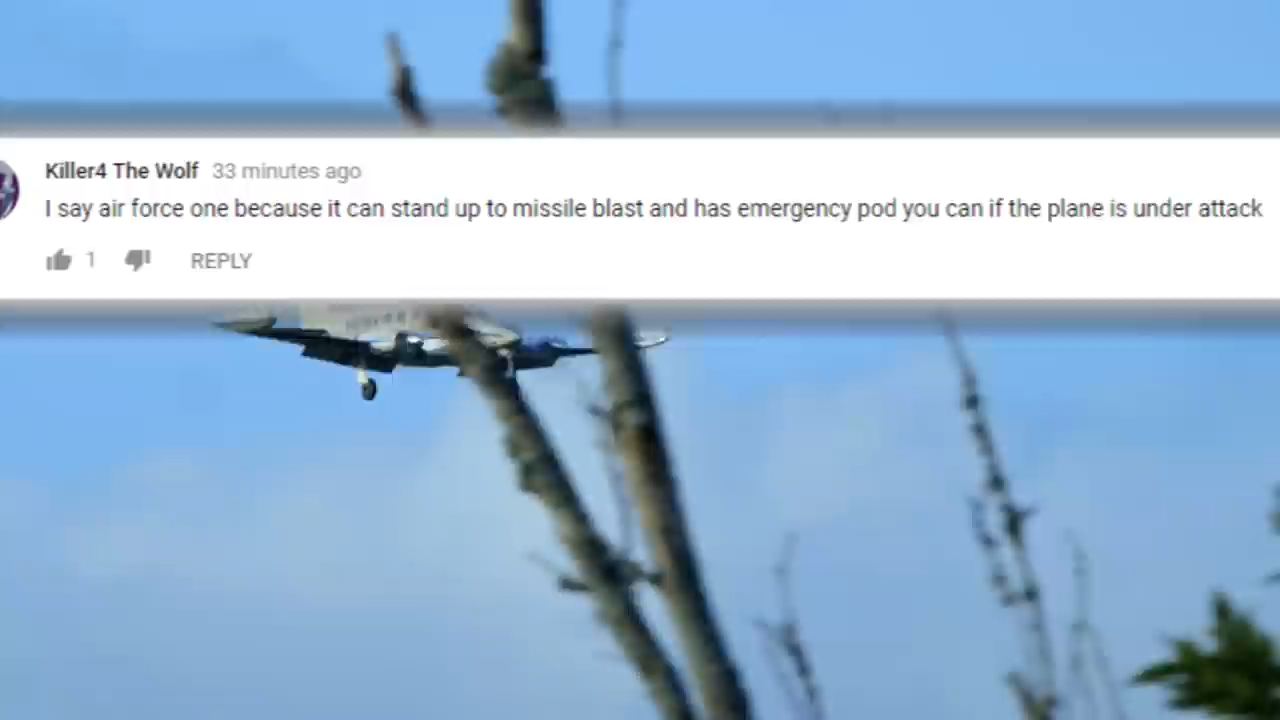 Killer4 The Wolf 33 minutes ago
I say air force one because it can stand up to missile blast and has emergency pod you can if the plane is under attack
1 REPLY